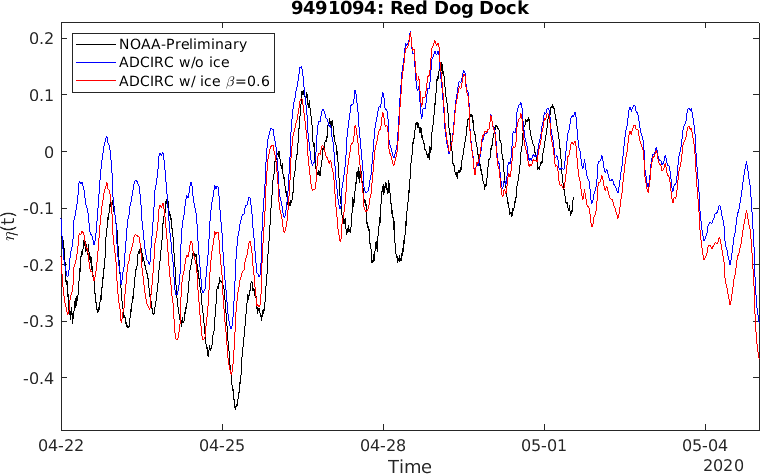 9491094: Red Dog Dock
NOAA-Preliminary
ADCIRC w/o ice
ADCIRC w/ ice β=0.6
η(t)
0.2
0.1
0
-0.1
-0.2
-0.3
-0.4
04-22 04-25 04-28 05-01 05-04
Time
2020